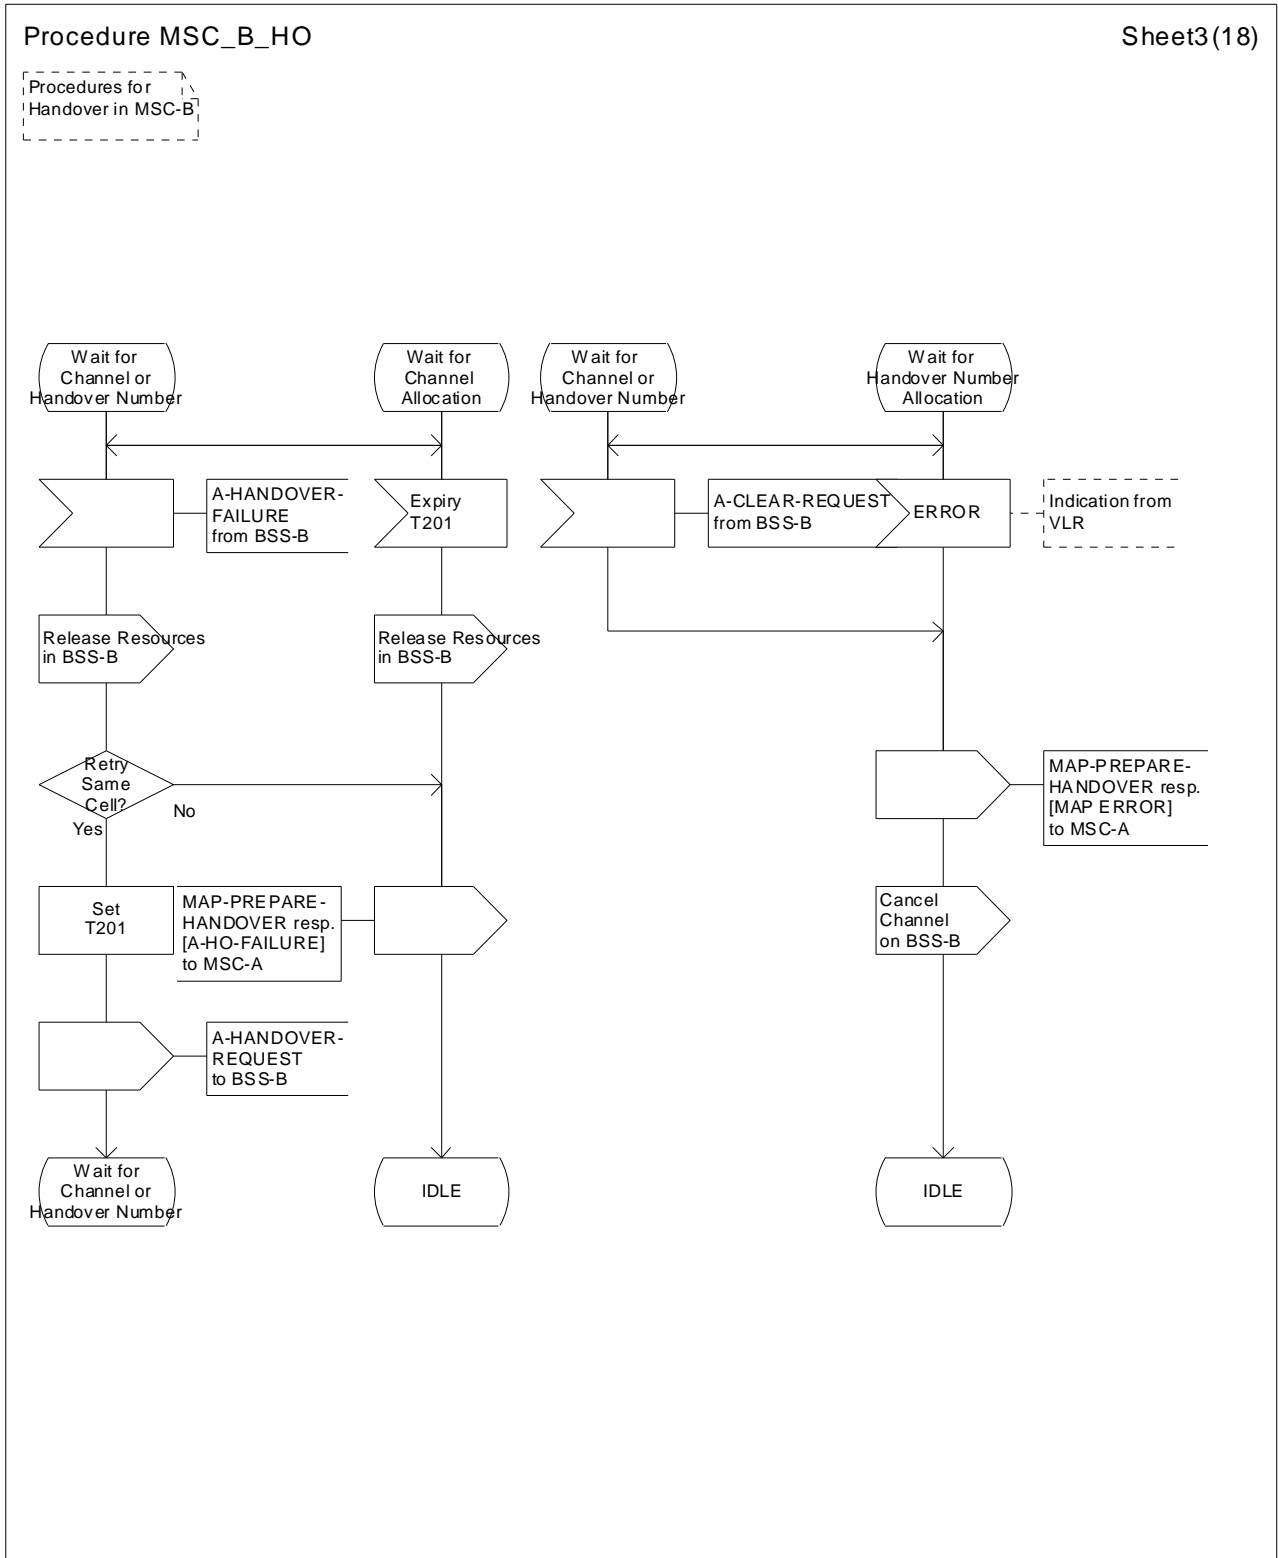 Procedure MSC_B_HO
Sheet3(18)
Procedures for
Handover in MSC-B
Wait for
Channel or
Handover Number
Wait for
Channel
Allocation
Wait for
Channel or
Handover Number
Wait for
Handover Number
Allocation
A-HANDOVER-
FAILURE
from BSS-B
Expiry
T201
A-CLEAR-REQUEST
from BSS-B
ERROR
Indication from
VLR
Release Resources
in BSS-B
Release Resources
in BSS-B
Retry
Same
Cell?
No
Yes
MAP-PREPARE-
HANDOVER resp.
[MAP ERROR]
to MSC-A
Set
T201
MAP-PREPARE-
HANDOVER resp.
[A-HO-FAILURE]
to MSC-A
Cancel
Channel
on BSS-B
A-HANDOVER-
REQUEST
to BSS-B
Wait for
Channel or
Handover Number
IDLE
IDLE